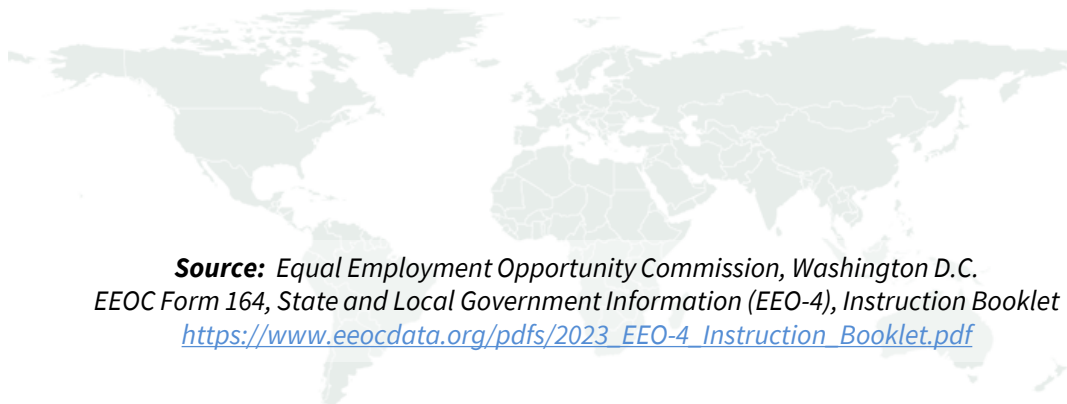 Source: Equal Employment Opportunity Commission, Washington D.C.
EEOC Form 164, State and Local Government Information (EEO-4), Instruction Booklet
https://www.eeocdata.org/pdfs/2023_EEO-4_Instruction_Booklet.pdf